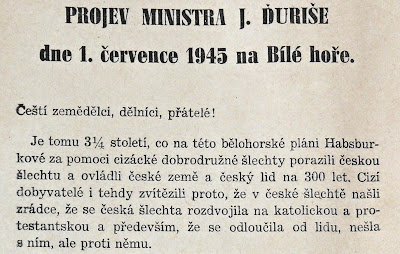 PROJEV MINISTRA J. ĎURIŠE
dne 1. července 1945 na Bílé hoře.
Čeští zemědělci, dělníci, přátelé!
Je tomu 3¼ století, co na této bělohorské pláni Habsbur-
kové za pomoci cizácké dobrodružné šlechty porazili českou
šlechtu a ovládli české země a český lid na 300 let. Cizí
dobyvatelé i tehdy zvítězili proto, že v české šlechtě našli
zrádce, že se česká šlechta rozdvojila na katolickou a pro-
testantskou a především, že se odloučila od lidu, nešla
s ním, ale proti němu.